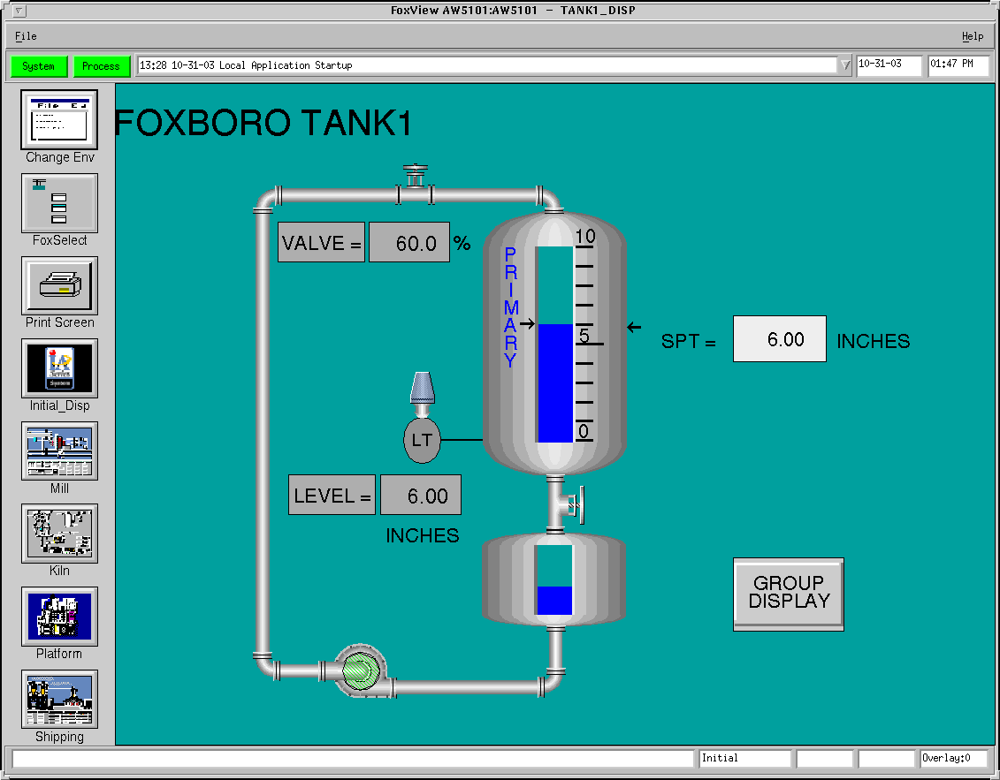 FoxView AW5101:AW5101 - TANK1_DISP
File Help
System Process 13:28 10-31-03 Local Application Startup 10-31-03 01:47 PM
Change Env
FoxSelect
Print Screen
Initial_Disp
Mill
Kiln
Platform
Shipping
FOXBORO TANK1
VALVE = 60.0 %
PRIMARY
10
5
0
SPT = 6.00 INCHES
LT
LEVEL = 6.00
INCHES
GROUP
DISPLAY
Initial Overlay:0